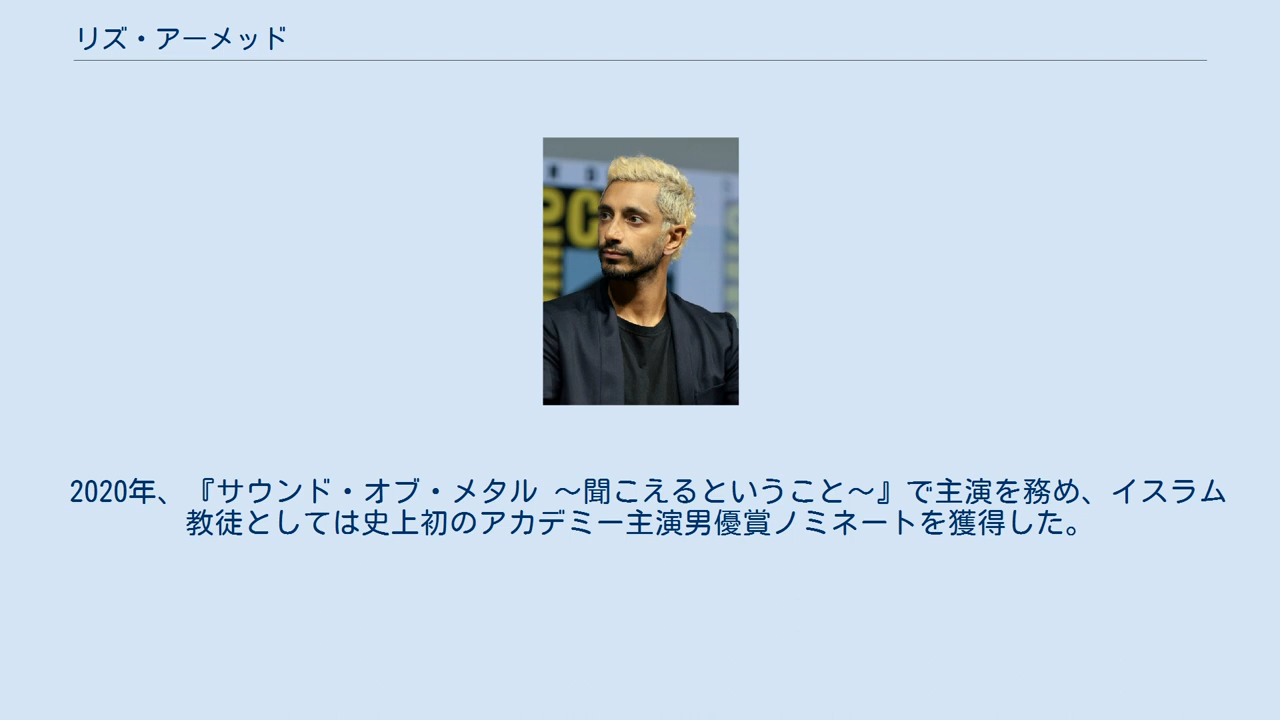 リズ・アーメッド
2020年、『サウンド・オブ・メタル ～聞こえるということ～』で主演を務め、イスラム
教徒としては史上初のアカデミー主演男優賞ノミネートを獲得した。